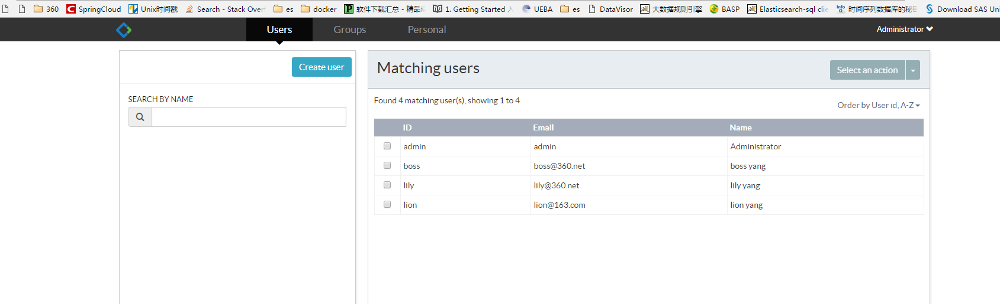 360 SpringCloud Unix时间戳 Search - Stack Over es docker 软件下载汇总 - 精品 1. Getting Started UEBA es DataVisor 大数据规则引擎 BASP Elasticsearch-sql clie 时间序列数据库的秘 Download SAS Uni
Users Groups Personal Administrator
Create user
SEARCH BY NAME
Matching users
Select an action
Found 4 matching user(s), showing 1 to 4
Order by User id, A-Z
ID Email Name
admin admin Administrator
boss boss@360.net boss yang
lily lily@360.net lily yang
lion lion@163.com lion yang